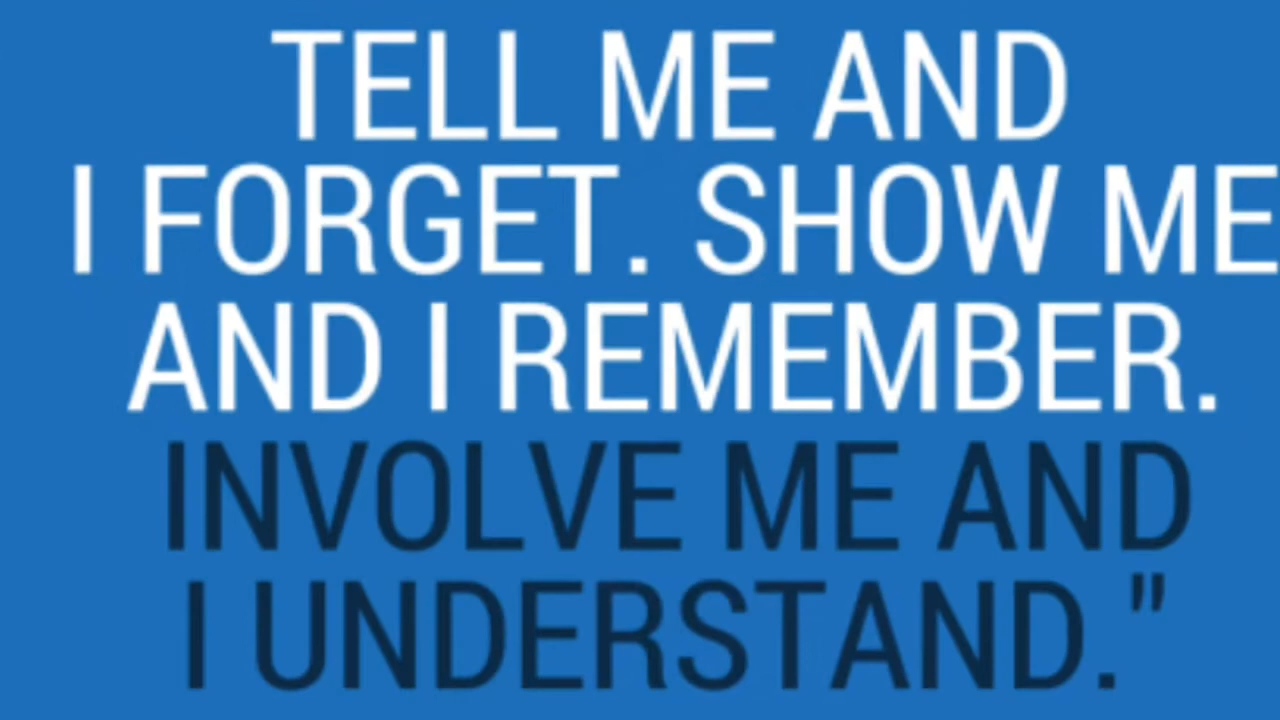 TELL ME AND
I FORGET. SHOW ME
AND I REMEMBER.
INVOLVE ME AND
I UNDERSTAND."